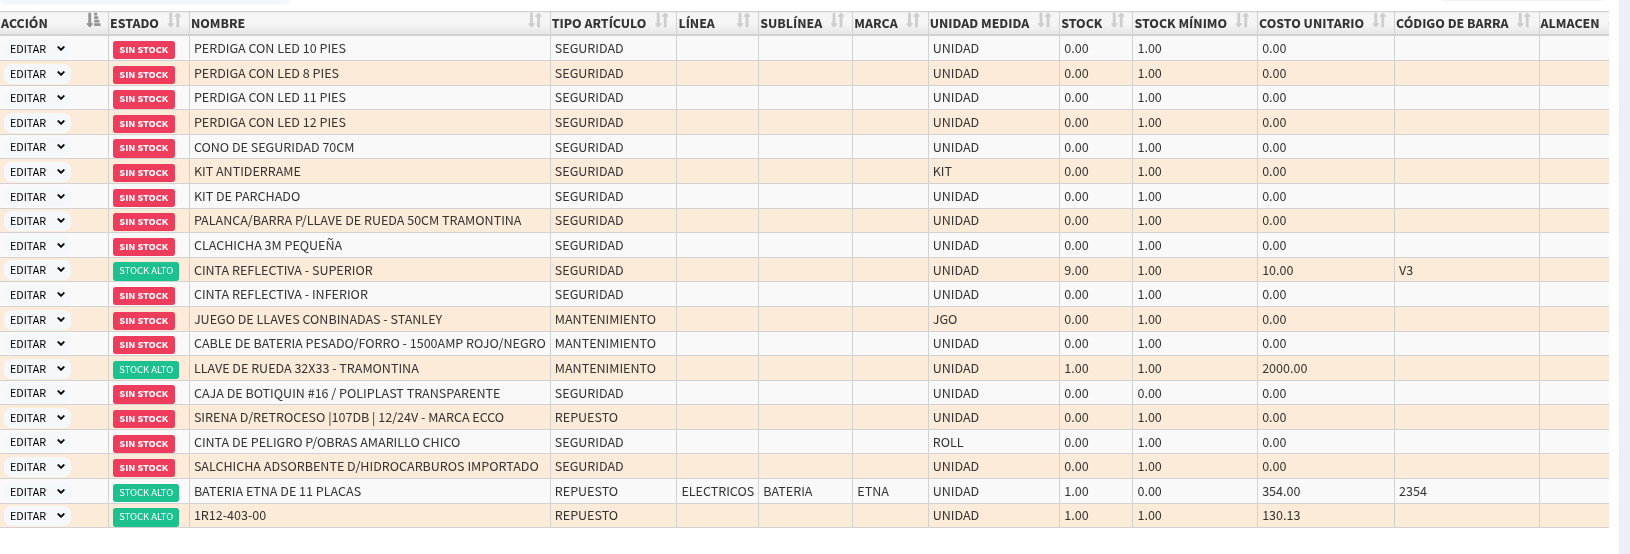 ACCIÓN ESTADO NOMBRE TIPO ARTÍCULO LÍNEA SUBLÍNEA MARCA UNIDAD MEDIDA STOCK STOCK MÍNIMO COSTO UNITARIO CÓDIGO DE BARRA ALMACEN
EDITAR SIN STOCK PERDIGA CON LED 10 PIES SEGURIDAD UNIDAD 0.00 1.00 0.00
EDITAR SIN STOCK PERDIGA CON LED 8 PIES SEGURIDAD UNIDAD 0.00 1.00 0.00
EDITAR SIN STOCK PERDIGA CON LED 11 PIES SEGURIDAD UNIDAD 0.00 1.00 0.00
EDITAR SIN STOCK PERDIGA CON LED 12 PIES SEGURIDAD UNIDAD 0.00 1.00 0.00
EDITAR SIN STOCK CONO DE SEGURIDAD 70CM SEGURIDAD UNIDAD 0.00 1.00 0.00
EDITAR SIN STOCK KIT ANTIDERRAME SEGURIDAD KIT 0.00 1.00 0.00
EDITAR SIN STOCK KIT DE PARCHADO SEGURIDAD UNIDAD 0.00 1.00 0.00
EDITAR SIN STOCK PALANCA/BARRA P/LLAVE DE RUEDA 50CM TRAMONTINA SEGURIDAD UNIDAD 0.00 1.00 0.00
EDITAR SIN STOCK CLACHICHA 3M PEQUEÑA SEGURIDAD UNIDAD 0.00 1.00 0.00
EDITAR STOCK ALTO CINTA REFLECTIVA - SUPERIOR SEGURIDAD UNIDAD 9.00 1.00 10.00 V3
EDITAR SIN STOCK CINTA REFLECTIVA - INFERIOR SEGURIDAD UNIDAD 0.00 1.00 0.00
EDITAR SIN STOCK JUEGO DE LLAVES CONBINADAS - STANLEY MANTENIMIENTO JGO 0.00 1.00 0.00
EDITAR SIN STOCK CABLE DE BATERIA PESADO/FORRO - 1500AMP ROJO/NEGRO MANTENIMIENTO UNIDAD 0.00 1.00 0.00
EDITAR STOCK ALTO LLAVE DE RUEDA 32X33 - TRAMONTINA MANTENIMIENTO UNIDAD 1.00 1.00 2000.00
EDITAR SIN STOCK CAJA DE BOTIQUIN #16 / POLIPLAST TRANSPARENTE SEGURIDAD UNIDAD 0.00 0.00 0.00
EDITAR SIN STOCK SIRENA D/RETROCESO |107DB | 12/24V - MARCA ECCO REPUESTO UNIDAD 0.00 1.00 0.00
EDITAR SIN STOCK CINTA DE PELIGRO P/OBRAS AMARILLO CHICO SEGURIDAD ROLL 0.00 1.00 0.00
EDITAR SIN STOCK SALCHICHA ADSORBENTE D/HIDROCARBUROS IMPORTADO SEGURIDAD UNIDAD 0.00 1.00 0.00
EDITAR STOCK ALTO BATERIA ETNA DE 11 PLACAS REPUESTO ELECTRICOS BATERIA ETNA UNIDAD 1.00 0.00 354.00 2354
EDITAR STOCK ALTO 1R12-403-00 REPUESTO UNIDAD 1.00 1.00 130.13